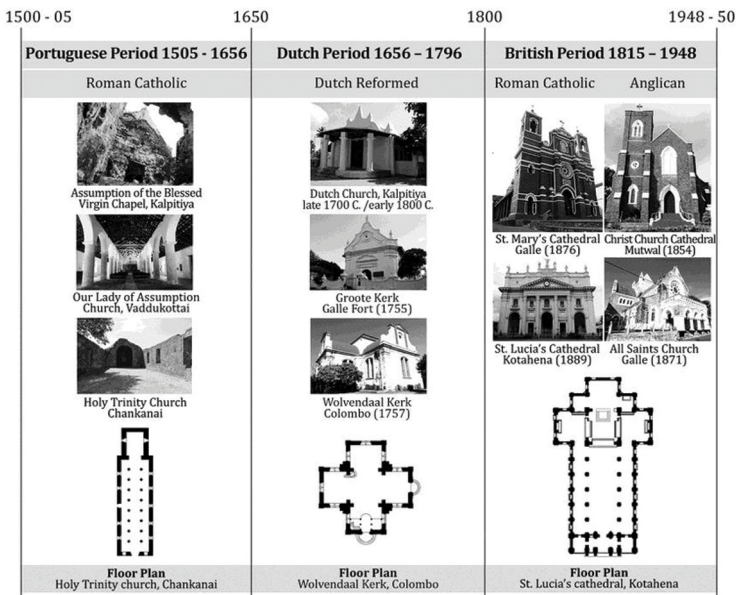 1500 - 05 1650 1800 1948 - 50
Portuguese Period 1505 - 1656 Dutch Period 1656 – 1796 British Period 1815 – 1948
Roman Catholic Dutch Reformed Roman Catholic Anglican
Assumption of the Blessed
Virgin Chapel, Kalpitiya
Our Lady of Assumption
Church, Vaddukottai
Holy Trinity Church
Chankanai
Floor Plan
Holy Trinity church, Chankanai
Dutch Church, Kalpitiya
late 1700 C. /early 1800 C.
Groote Kerk
Galle Fort (1755)
Wolvendaal Kerk
Colombo (1757)
Floor Plan
Wolvendaal Kerk, Colombo
St. Mary's Cathedral
Galle (1876)
Christ Church Cathedral
Mutwal (1854)
St. Lucia's Cathedral
Kotahena (1889)
All Saints Church
Galle (1871)
Floor Plan
St. Lucia's cathedral, Kotahena